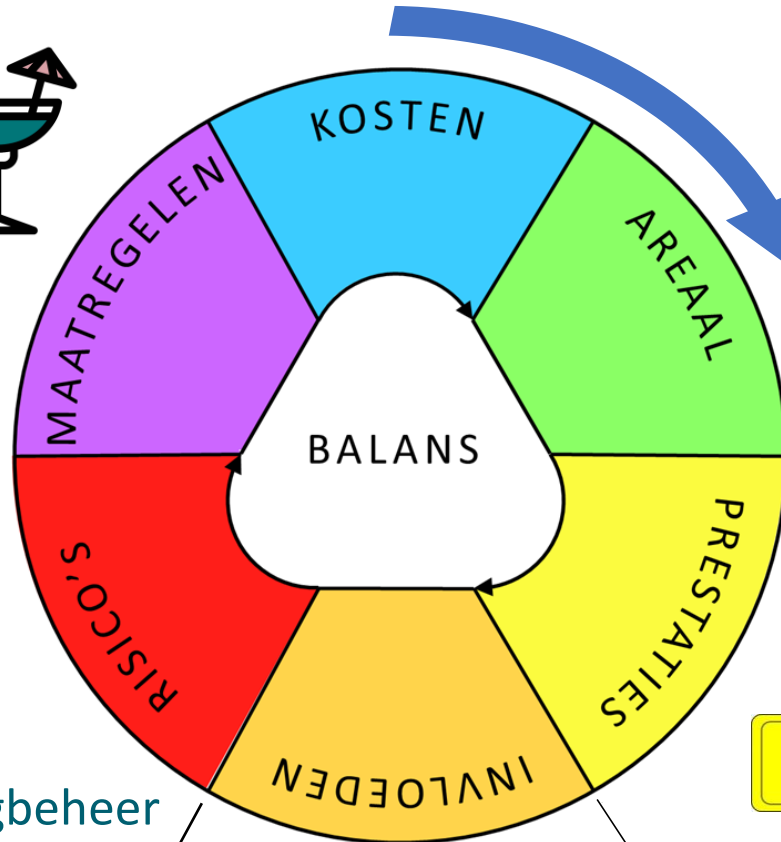 KOSTEN
AREAAL
PRESTATIES
INVLOEDEN
RISICO'S
MAATREGELEN
BALANS
gbeheer